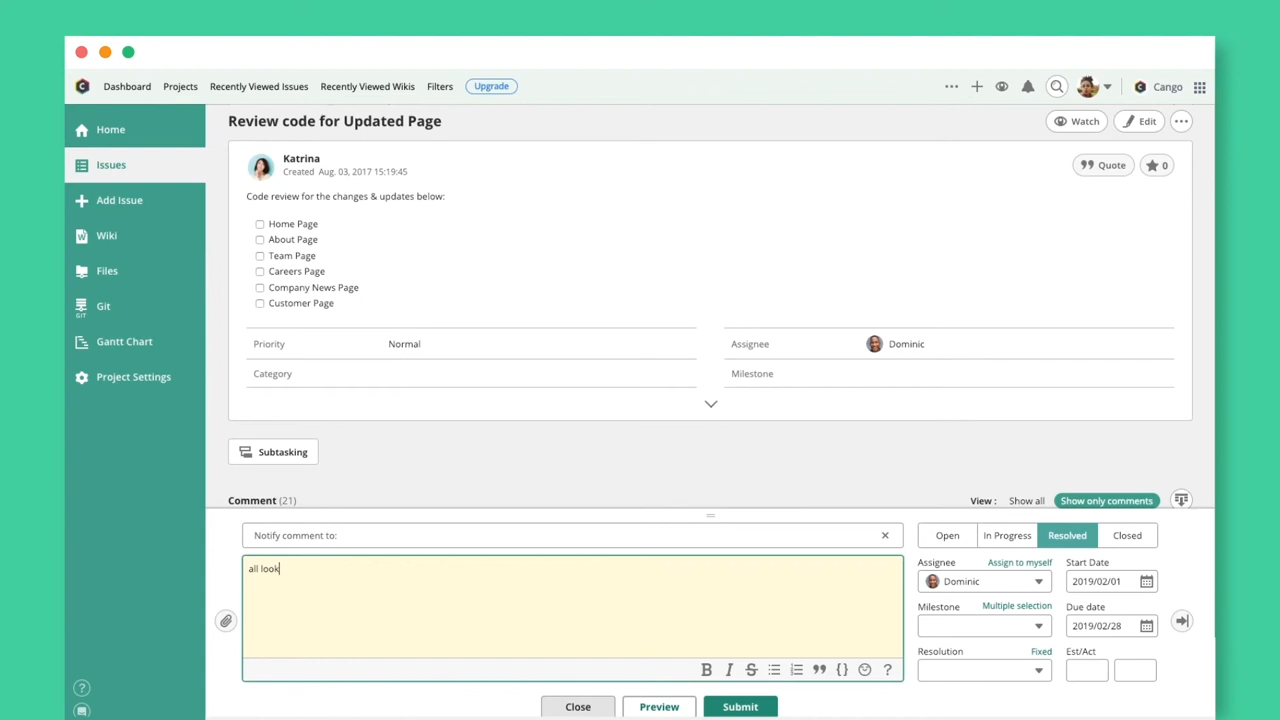 Dashboard Projects Recently Viewed Issues Recently Viewed Wikis Filters Upgrade Cango
Home
Issues
Add Issue
Wiki
Files
Git
GIT
Gantt Chart
Project Settings
?
Review code for Updated Page
Watch Edit
Katrina
Created Aug. 03, 2017 15:19:45
Quote 0
Code review for the changes & updates below:
Home Page
About Page
Team Page
Careers Page
Company News Page
Customer Page
Priority Normal Assignee Dominic
Category Milestone
Subtasking
Comment (21) View : Show all Show only comments
Notify comment to:
all look
B I S {} ?
Close Preview Submit
Open In Progress Resolved Closed
Assignee Assign to myself Start Date
Dominic 2019/02/01
Milestone Multiple selection Due date
2019/02/28
Resolution Fixed Est/Act